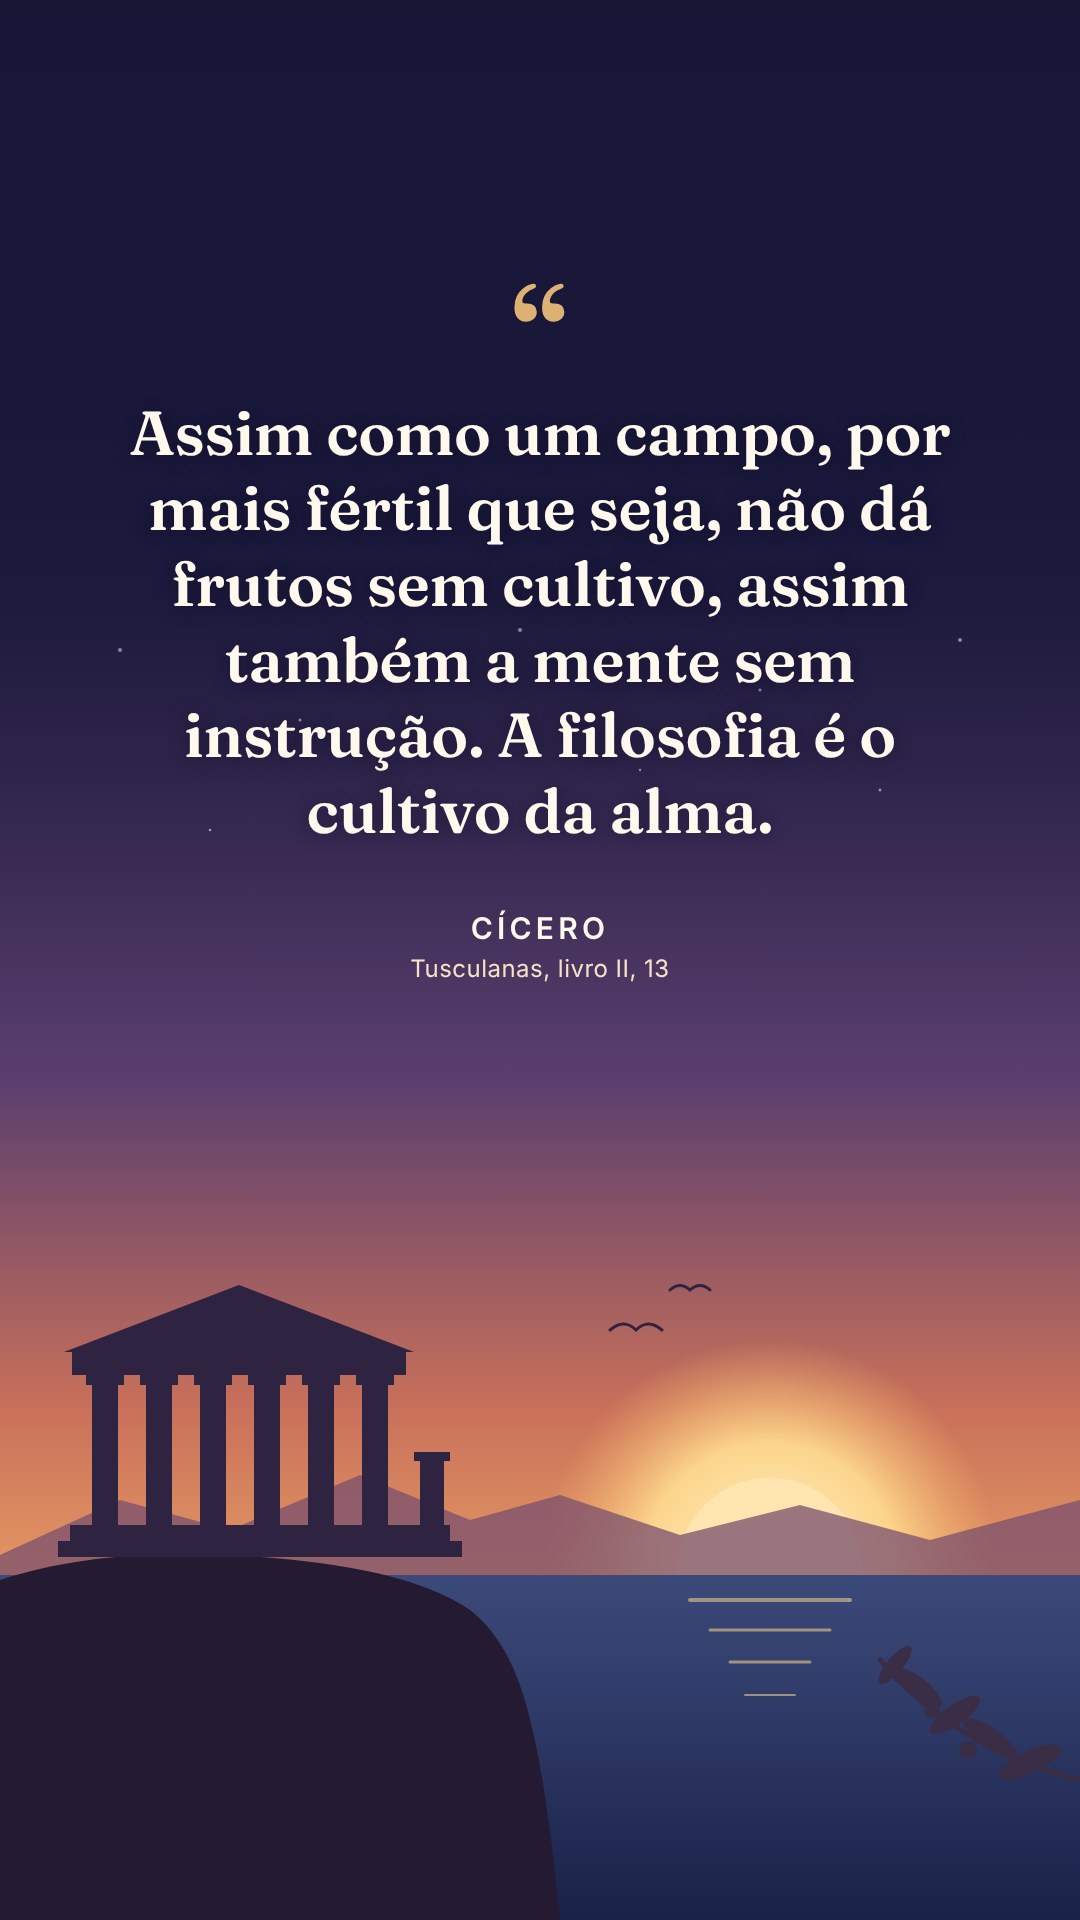 “
Assim como um campo, por
mais fértil que seja, não dá
frutos sem cultivo, assim
também a mente sem
instrução. A filosofia é o
cultivo da alma.
CÍCERO
Tusculanas, livro II, 13